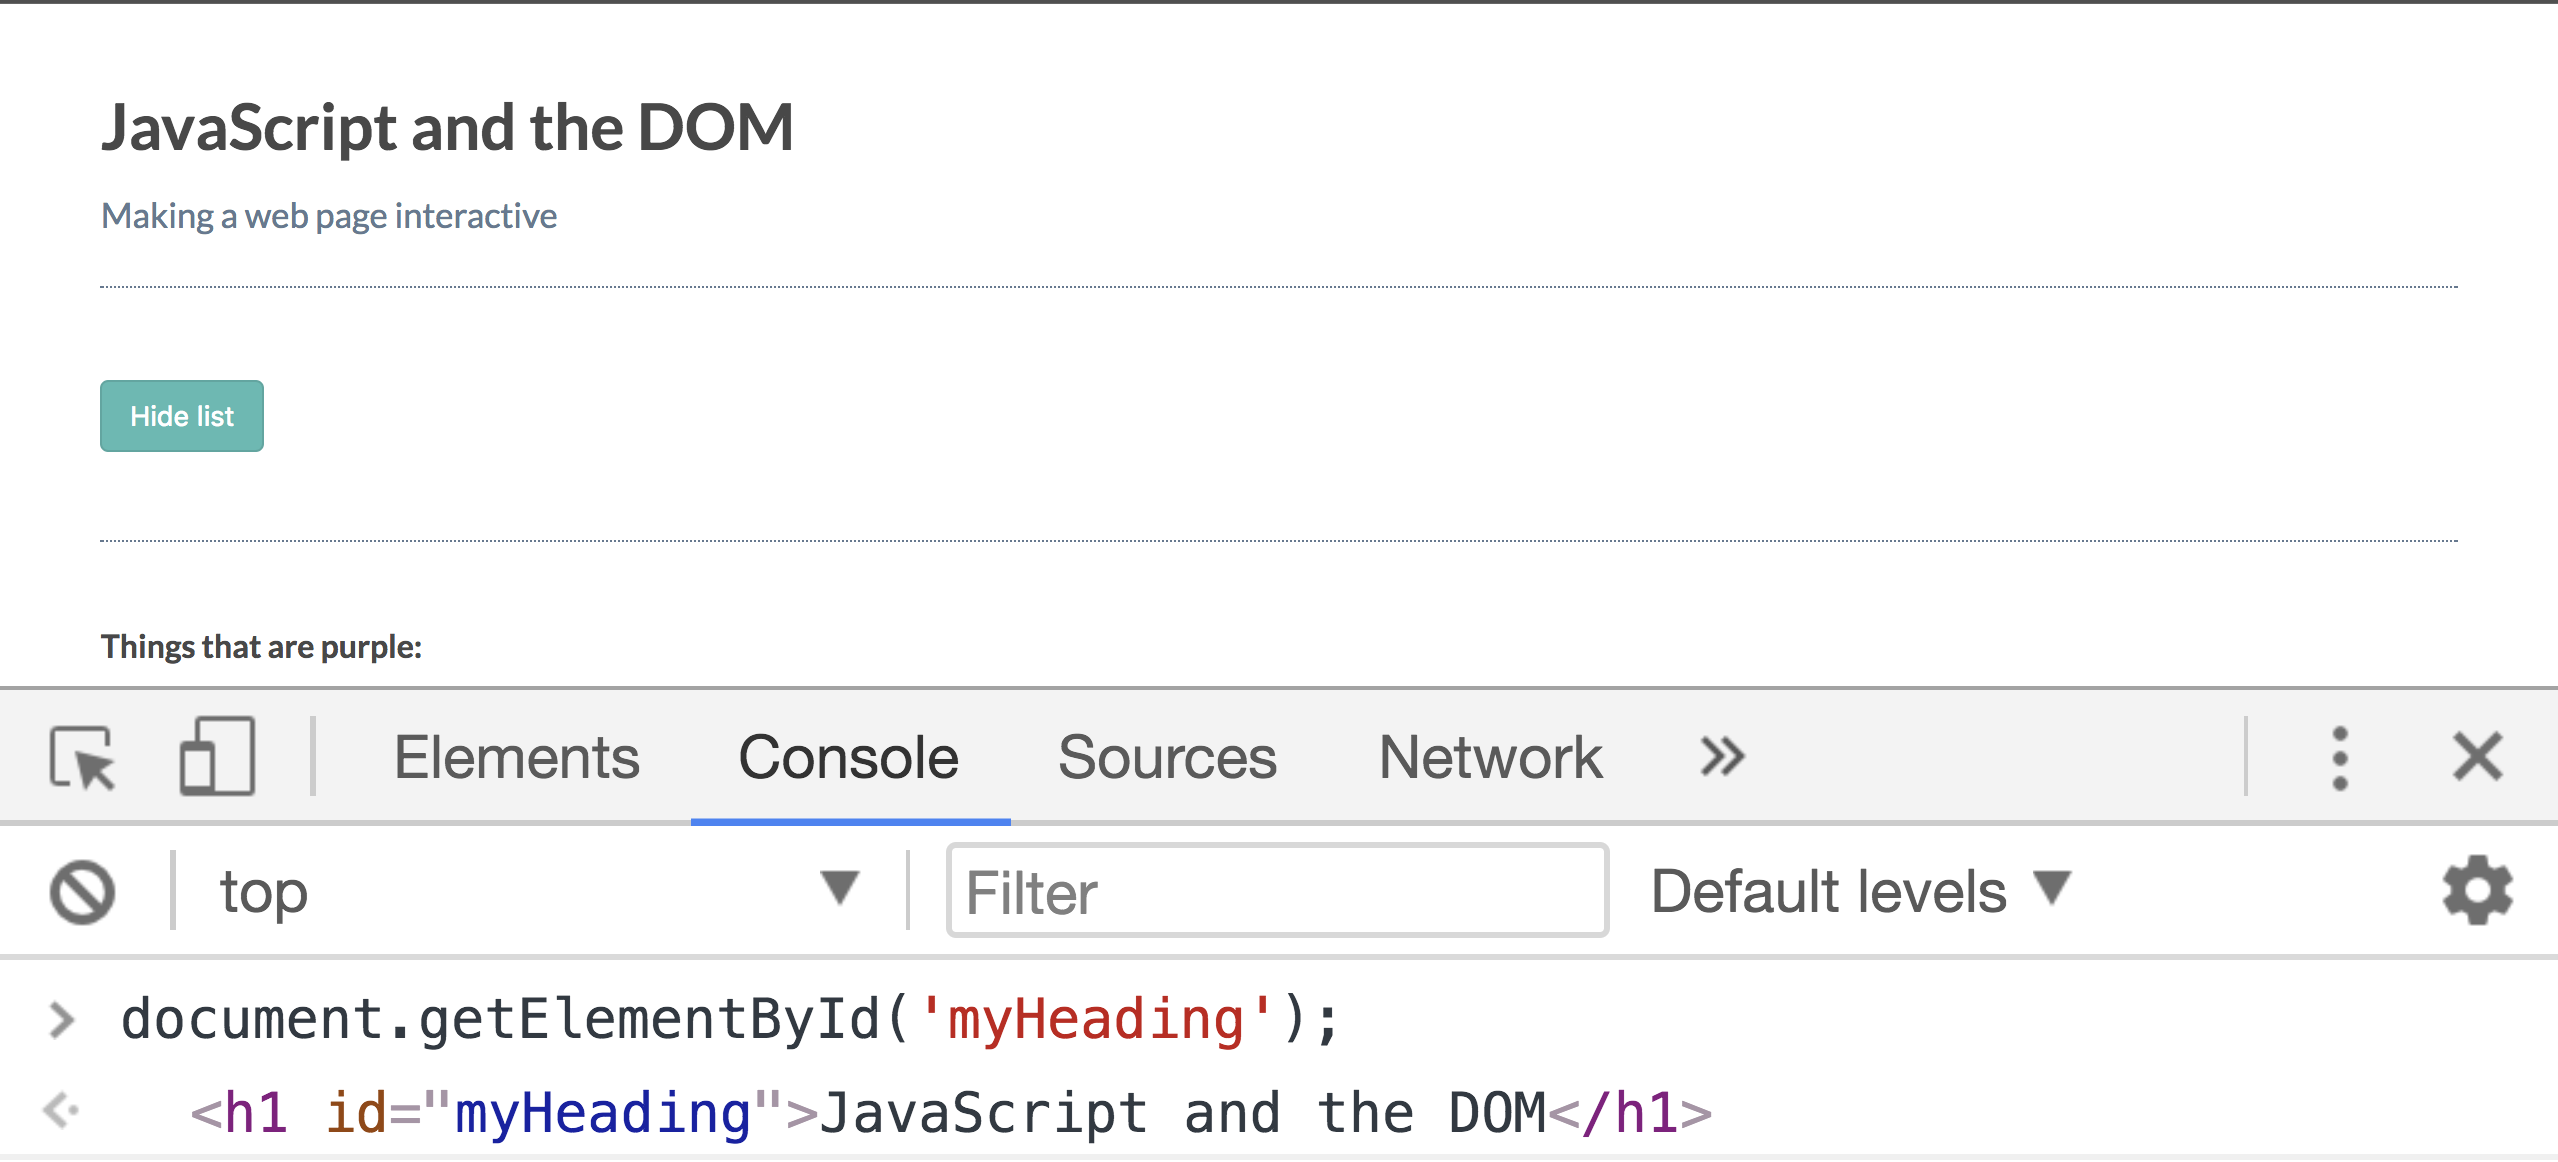 JavaScript and the DOM
Making a web page interactive
Hide list
Things that are purple:
Elements Console Sources Network
top Filter Default levels
document.getElementById('myHeading');
<h1 id="myHeading">JavaScript and the DOM</h1>